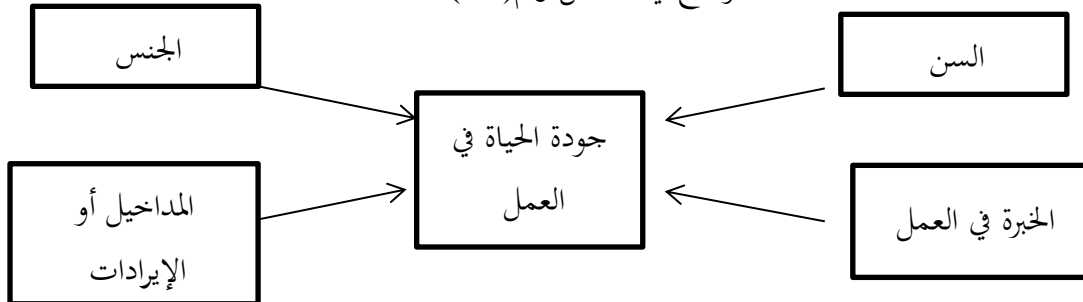 الجنس
السن
جودة الحياة في
العمل
المداخيل أو
الإيرادات
الخبرة في العمل